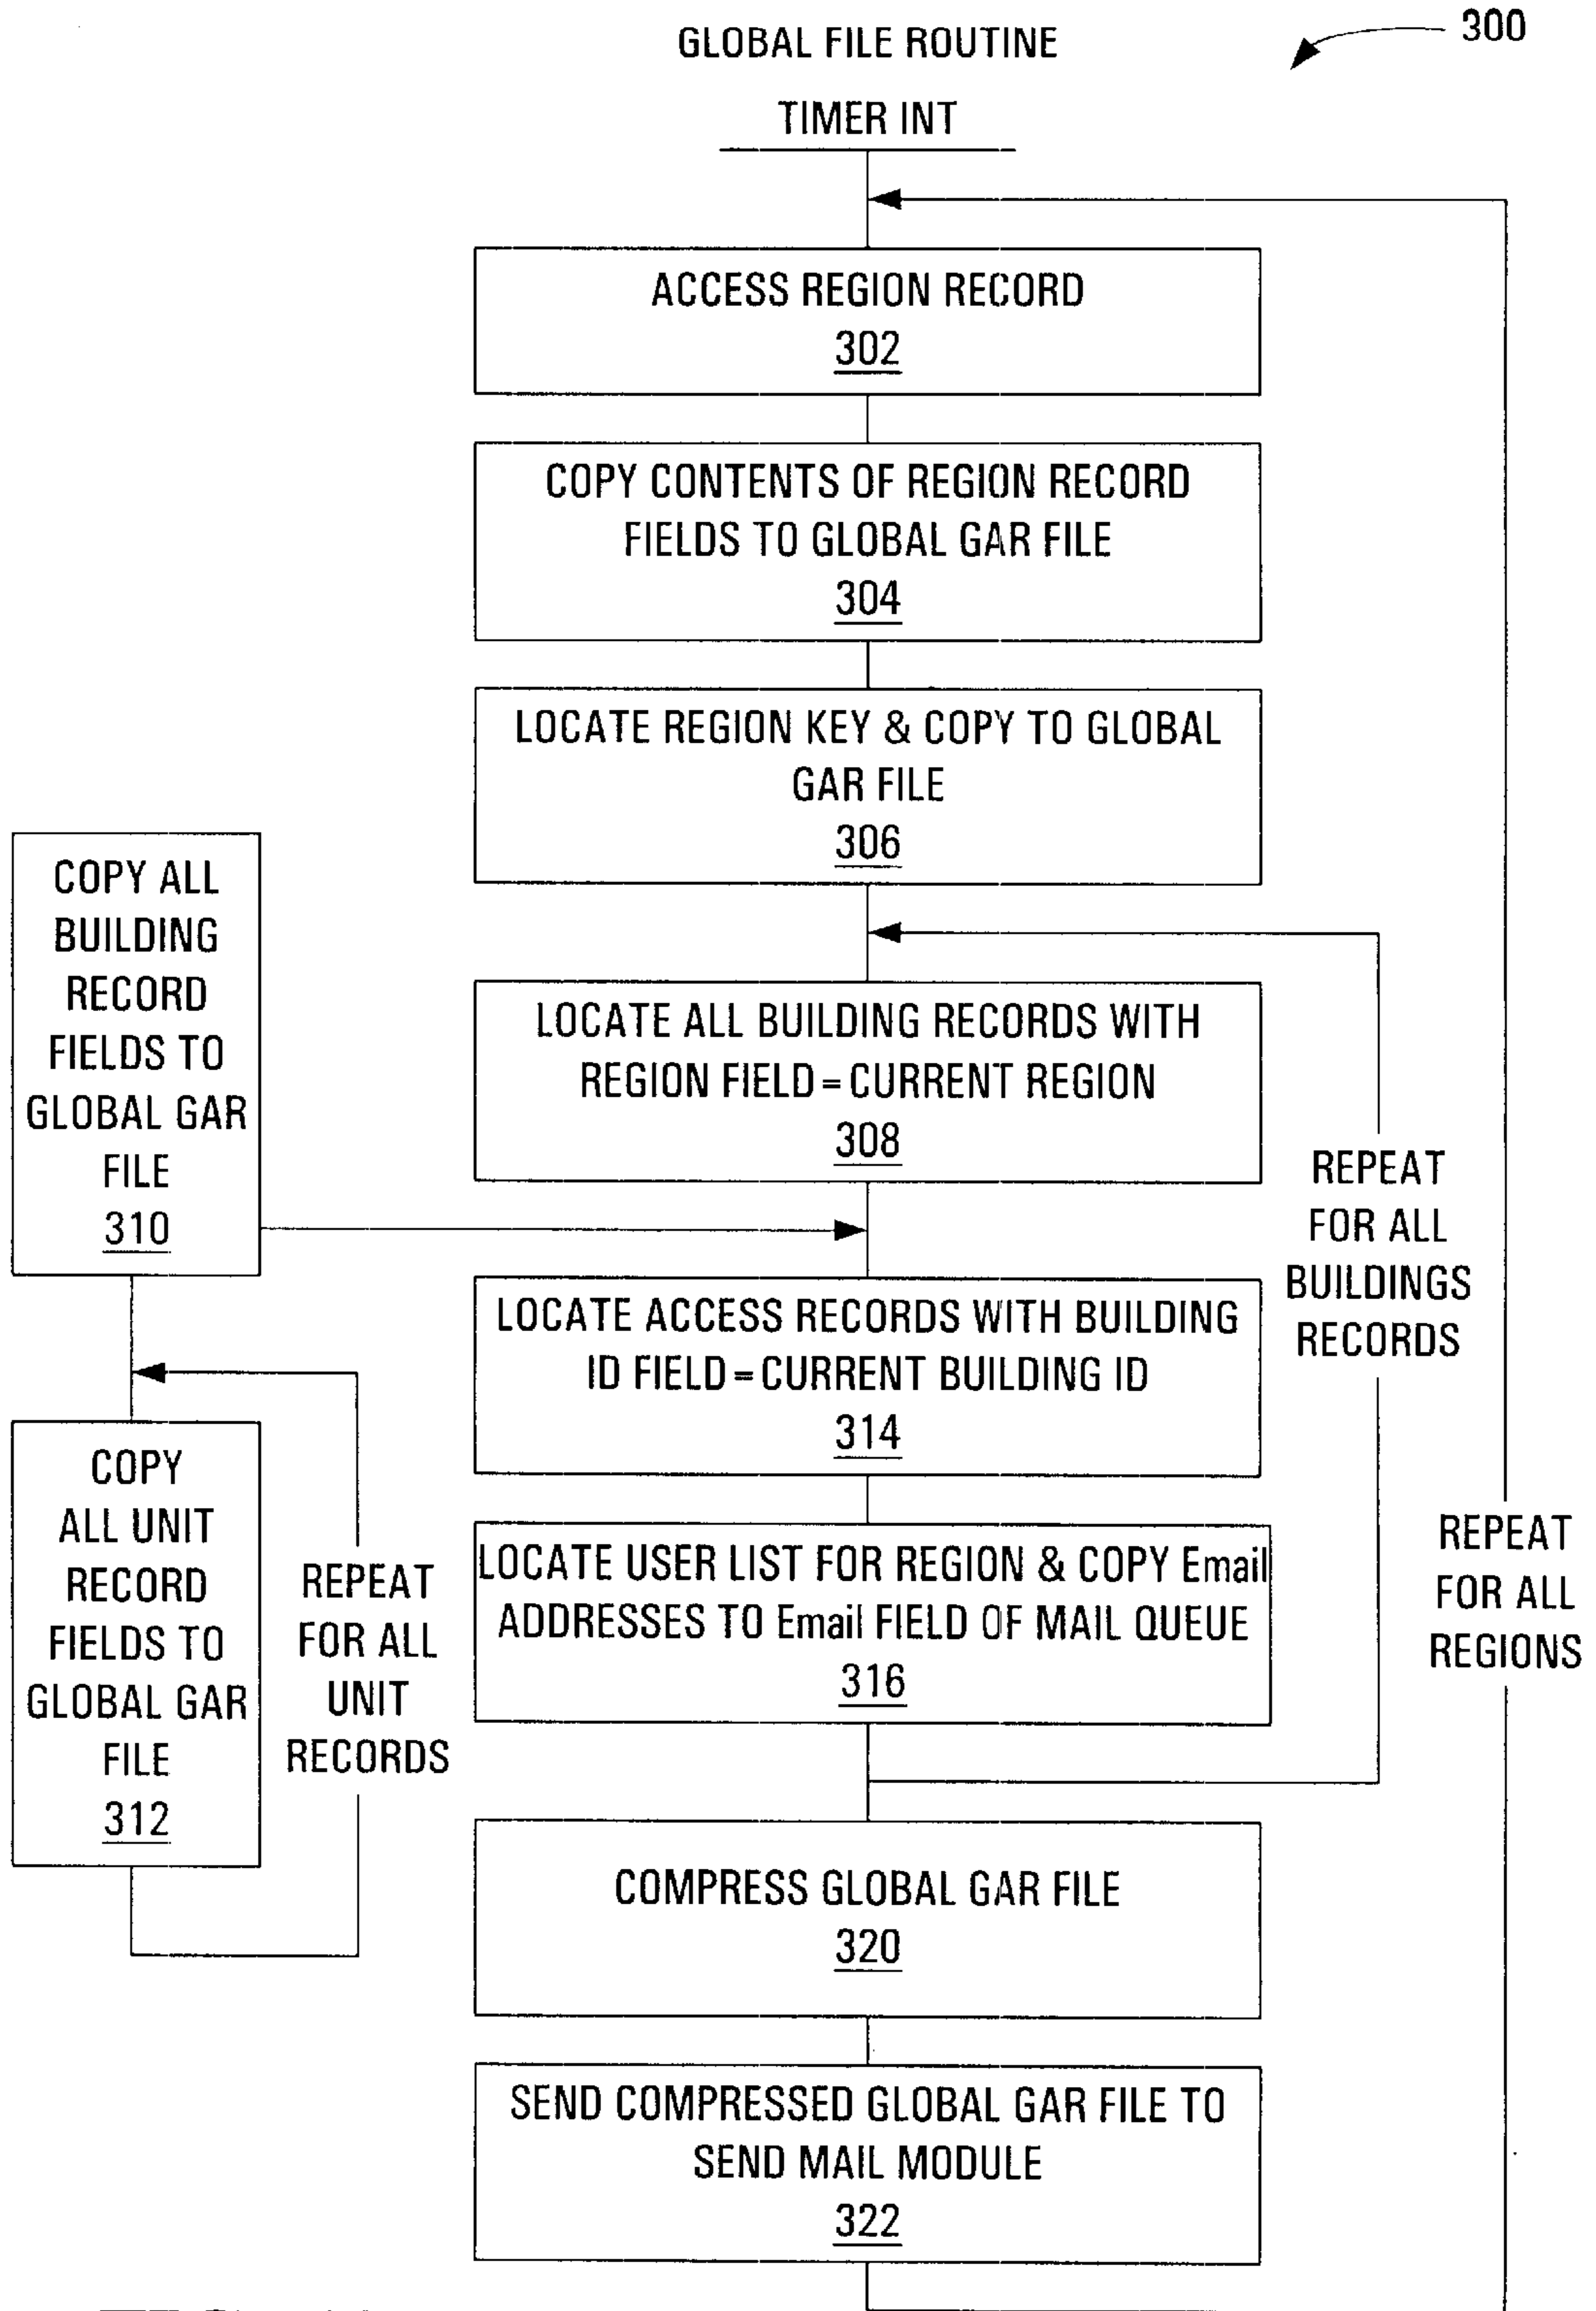 GLOBAL FILE ROUTINE
300
TIMER INT
ACCESS REGION RECORD
302
COPY CONTENTS OF REGION RECORD
FIELDS TO GLOBAL GAR FILE
304
LOCATE REGION KEY & COPY TO GLOBAL
GAR FILE
306
COPY ALL
BUILDING
RECORD
FIELDS TO
GLOBAL GAR
FILE
310
LOCATE ALL BUILDING RECORDS WITH
REGION FIELD=CURRENT REGION
308
REPEAT
FOR ALL
BUILDINGS
RECORDS
LOCATE ACCESS RECORDS WITH BUILDING
ID FIELD=CURRENT BUILDING ID
314
COPY
ALL UNIT
RECORD
FIELDS TO
GLOBAL GAR
FILE
312
REPEAT
FOR ALL
UNIT
RECORDS
LOCATE USER LIST FOR REGION & COPY Email
ADDRESSES TO Email FIELD OF MAIL QUEUE
316
REPEAT
FOR ALL
REGIONS
COMPRESS GLOBAL GAR FILE
320
SEND COMPRESSED GLOBAL GAR FILE TO
SEND MAIL MODULE
322